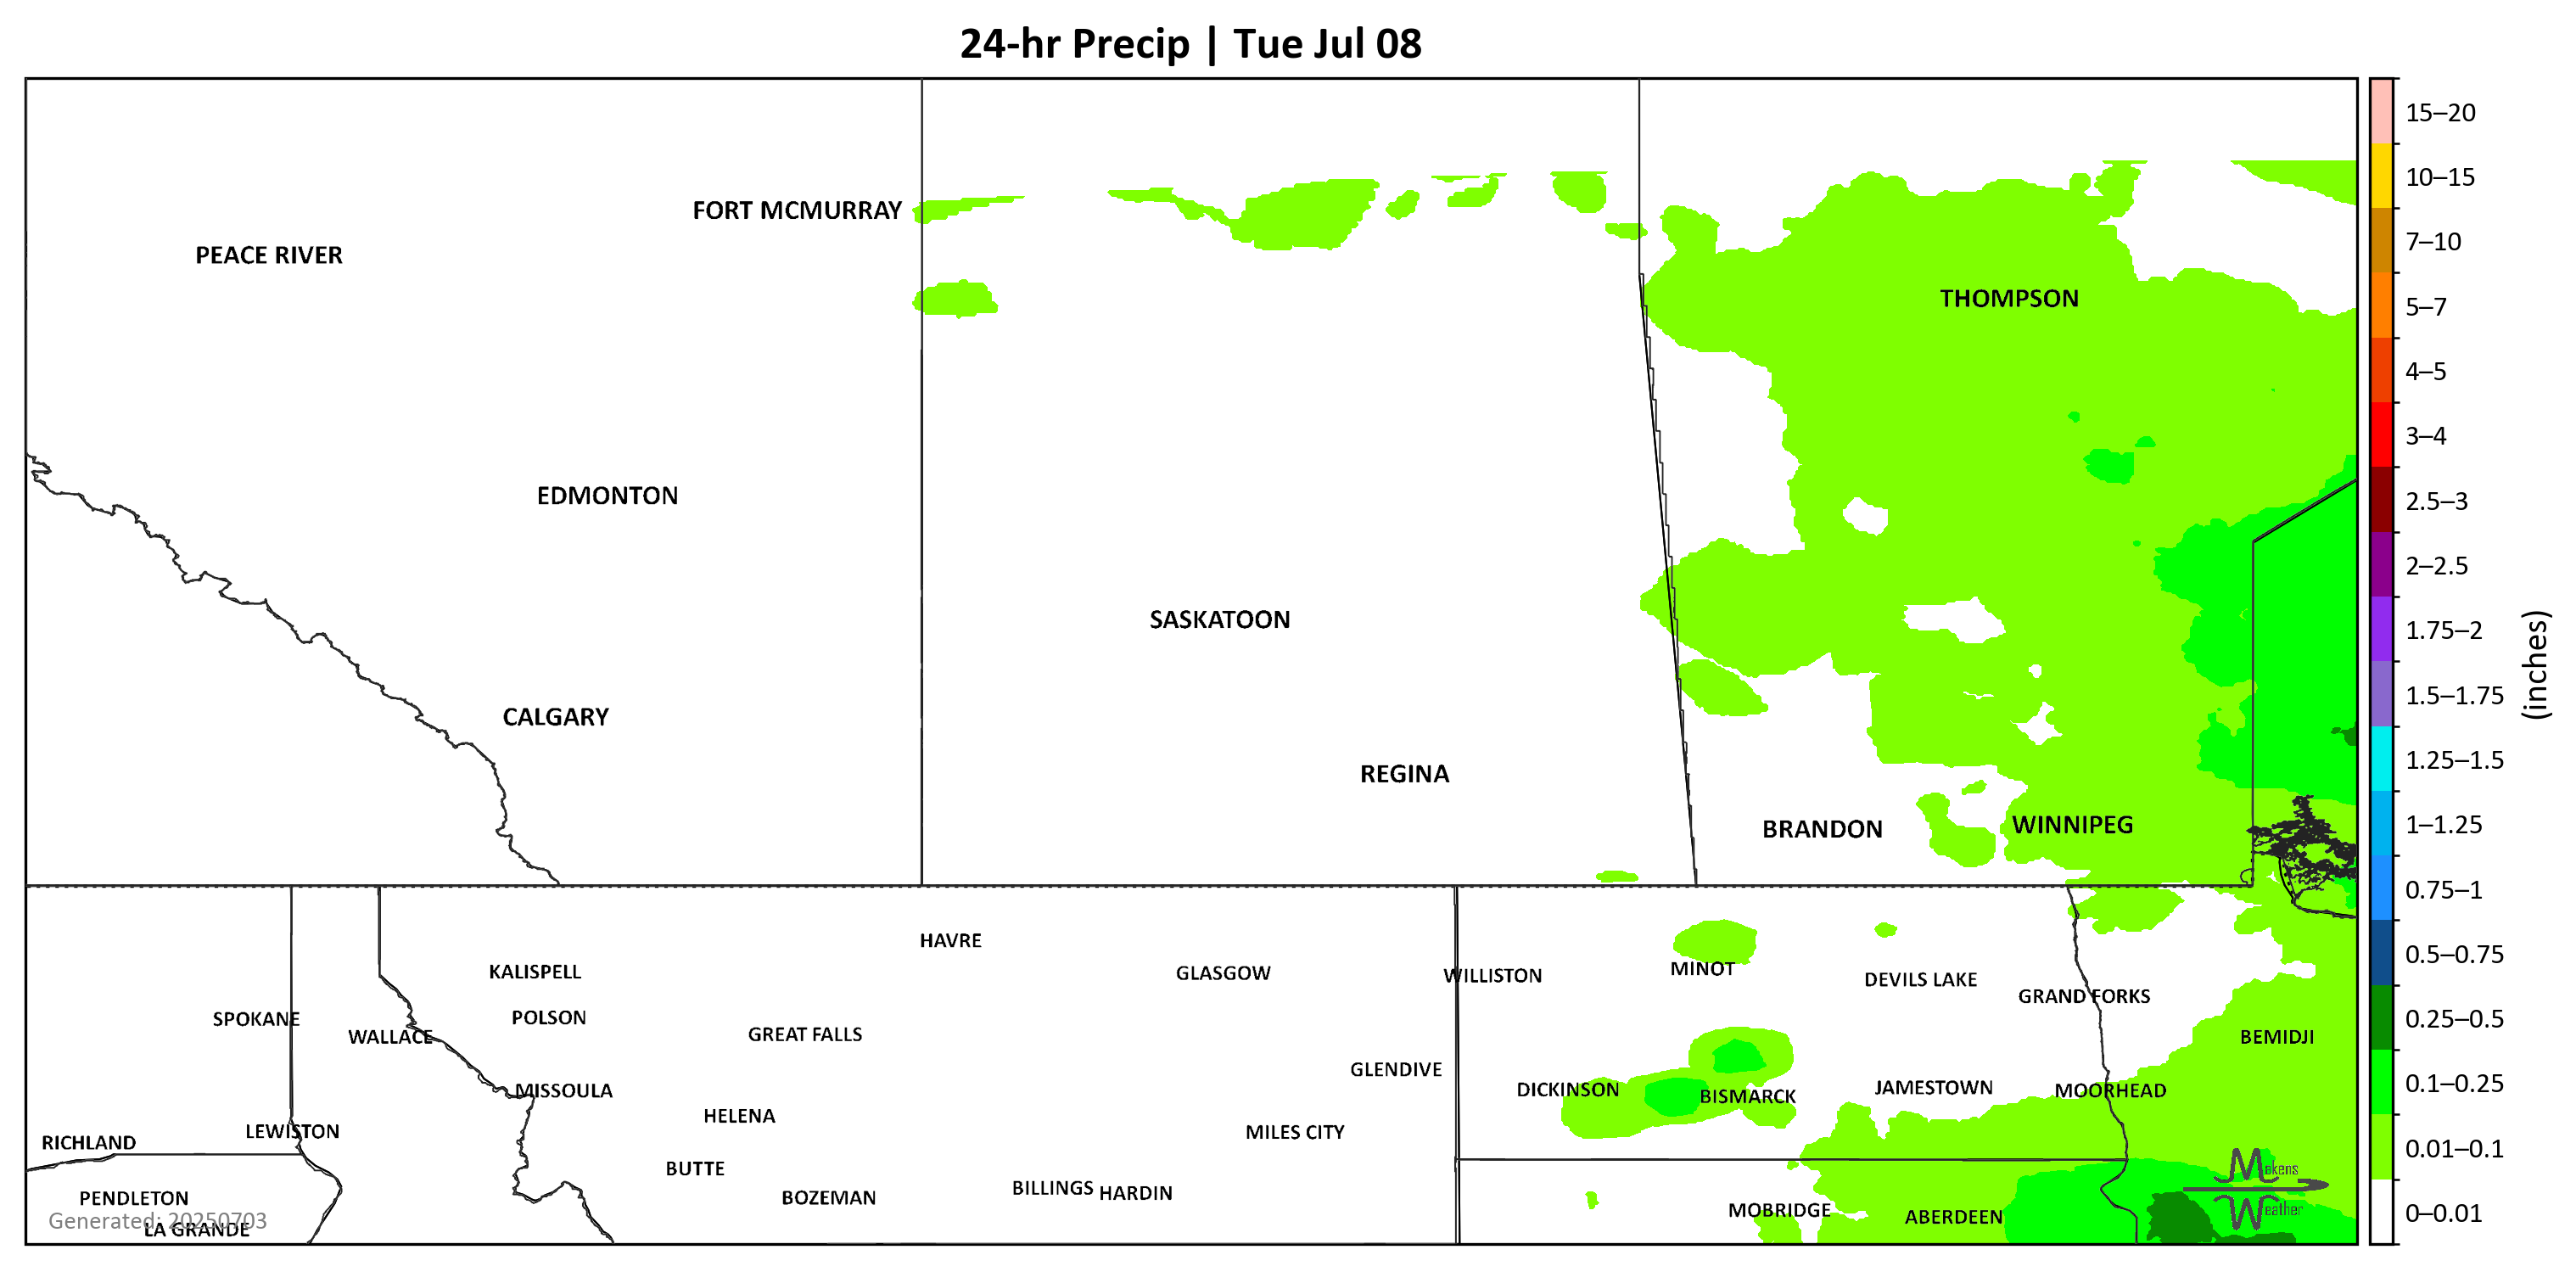 24-hr Precip | Tue Jul 08
FORT MCMURRAY
PEACE RIVER
THOMPSON
EDMONTON
SASKATOON
CALGARY
REGINA
BRANDON
WINNIPEG
HAVRE
KALISPELL
GLASGOW
WILLISTON
MINOT
DEVILS LAKE
GRAND FORKS
SPOKANE
POLSON
WALLACE
GREAT FALLS
BEMIDJI
GLENDIVE
MISSOULA
DICKINSON
BISMARCK
JAMESTOWN
MOORHEAD
HELENA
LEWISTON
MILES CITY
RICHLAND
BUTTE
BILLINGS
HARDIN
PENDLETON
BOZEMAN
MOBRIDGE
ABERDEEN
Generated: 20250703
LA GRANDE
Mekens
Weather
15–20
10–15
7–10
5–7
4–5
3–4
2.5–3
2–2.5
1.75–2
1.5–1.75
1.25–1.5
1–1.25
0.75–1
0.5–0.75
0.25–0.5
0.1–0.25
0.01–0.1
0–0.01
(inches)